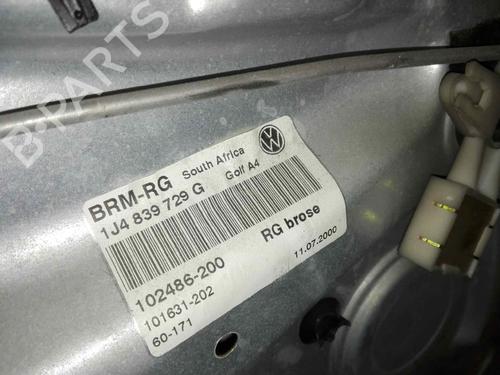 B-PARTS
BRM-RG South Africa
1J4 839 729 G Golf A4
102486-200 RG brose
101631-202 11.07.2000
60-171